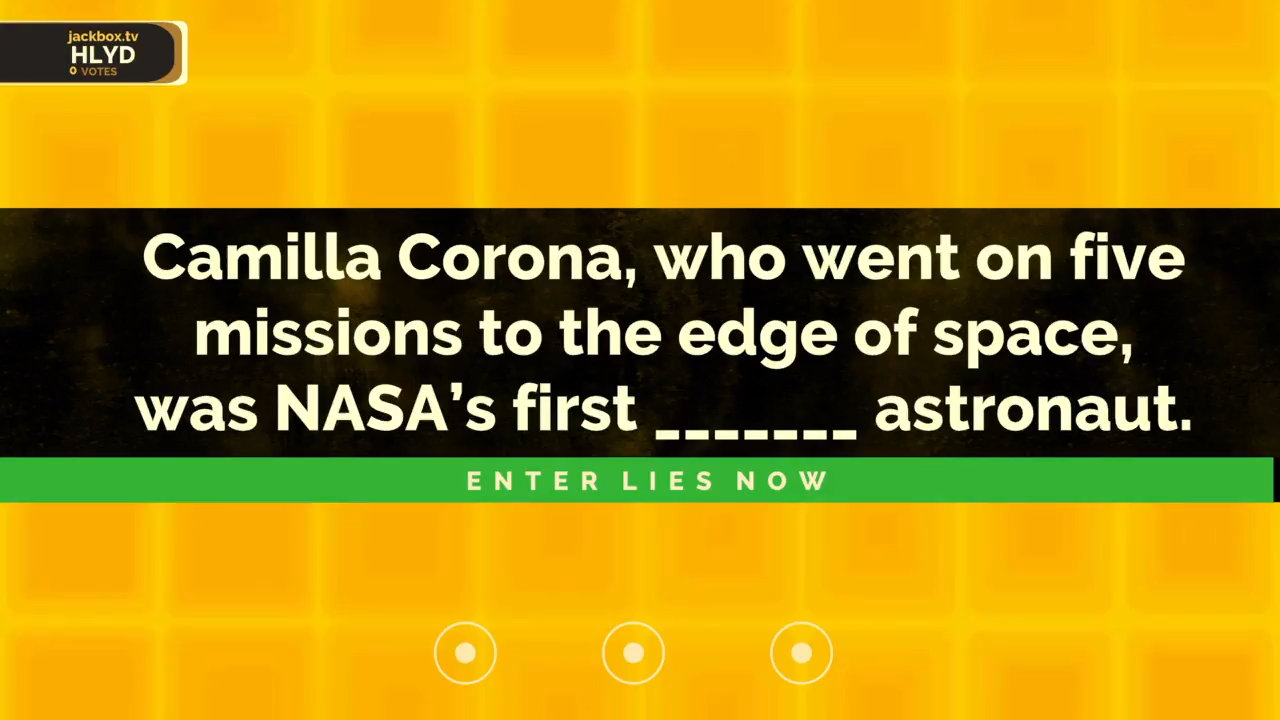 jackbox.tv
HLYD
0 VOTES
Camilla Corona, who went on five
missions to the edge of space,
was NASA’s first _______ astronaut.
ENTER LIES NOW